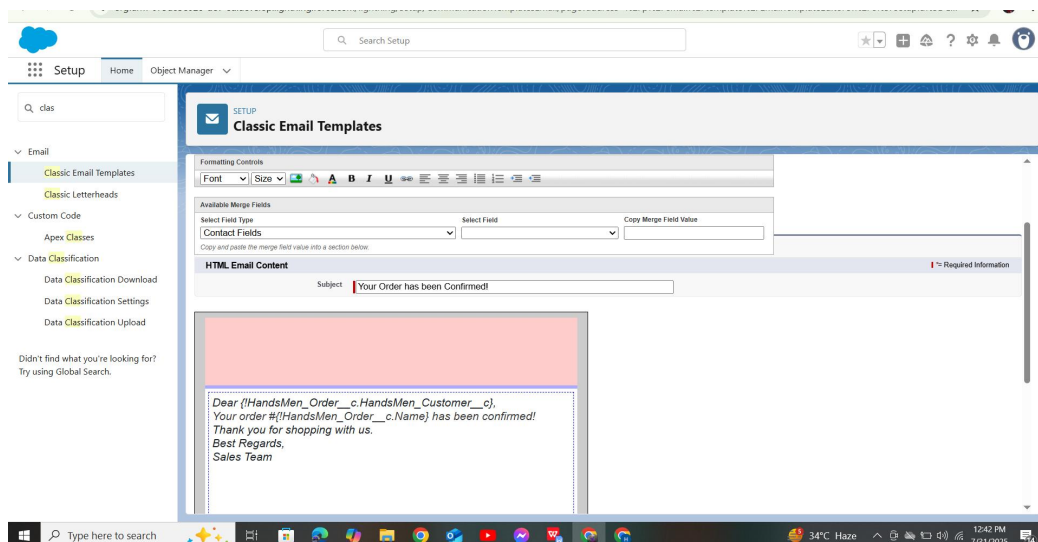 Search Setup
Setup
Home
Object Manager
clas
SETUP
Classic Email Templates
Email
Classic Email Templates
Classic Letterheads
Custom Code
Apex Classes
Data Classification
Data Classification Download
Data Classification Settings
Data Classification Upload
Didn't find what you're looking for?
Try using Global Search.
Formatting Controls
Font
Size
A B I U
Available Merge Fields
Select Field Type
Select Field
Copy Merge Field Value
Contact Fields
Copy and paste the merge field value into a section below.
HTML Email Content
= Required Information
Subject
Your Order has been Confirmed!
Dear {!HandsMen_Order__c.HandsMen_Customer__c},
Your order #{!HandsMen_Order__c.Name} has been confirmed!
Thank you for shopping with us.
Best Regards,
Sales Team
Type here to search
34°C Haze
12:42 PM
7/31/2025